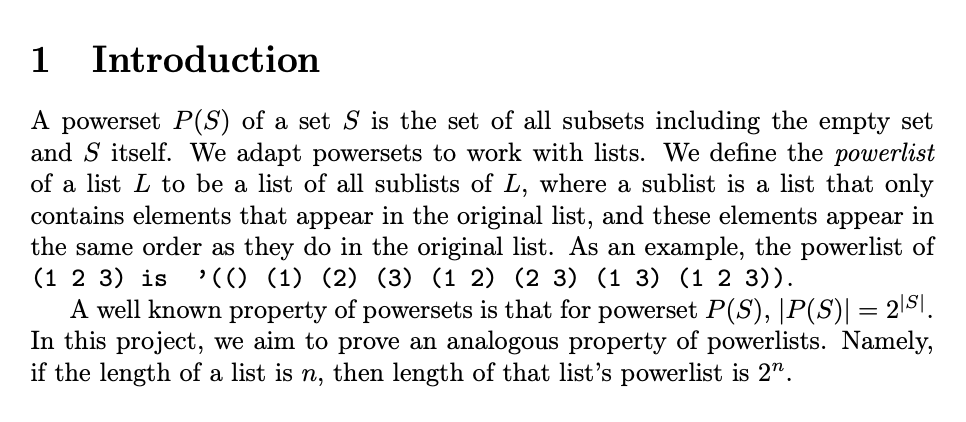 1 Introduction
A powerset P(S) of a set S is the set of all subsets including the empty set
and S itself. We adapt powersets to work with lists. We define the powerlist
of a list L to be a list of all sublists of L, where a sublist is a list that only
contains elements that appear in the original list, and these elements appear in
the same order as they do in the original list. As an example, the powerlist of
(1 2 3) is ’(() (1) (2) (3) (1 2) (2 3) (1 3) (1 2 3)).
A well known property of powersets is that for powerset P(S), |P(S)| = 2^|S|.
In this project, we aim to prove an analogous property of powerlists. Namely,
if the length of a list is n, then length of that list’s powerlist is 2^n.